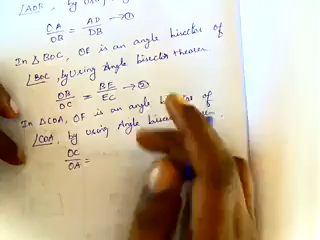 ∠AOB, by using
OA/OB = AD/DB → ①
In △BOC, OE is an angle bisector of
∠BOC, by using Angle bisector theorem
OB/OC = BE/EC → ②
In △COA, OF is an angle bisector of
∠COA, by using Angle
OC/OA =